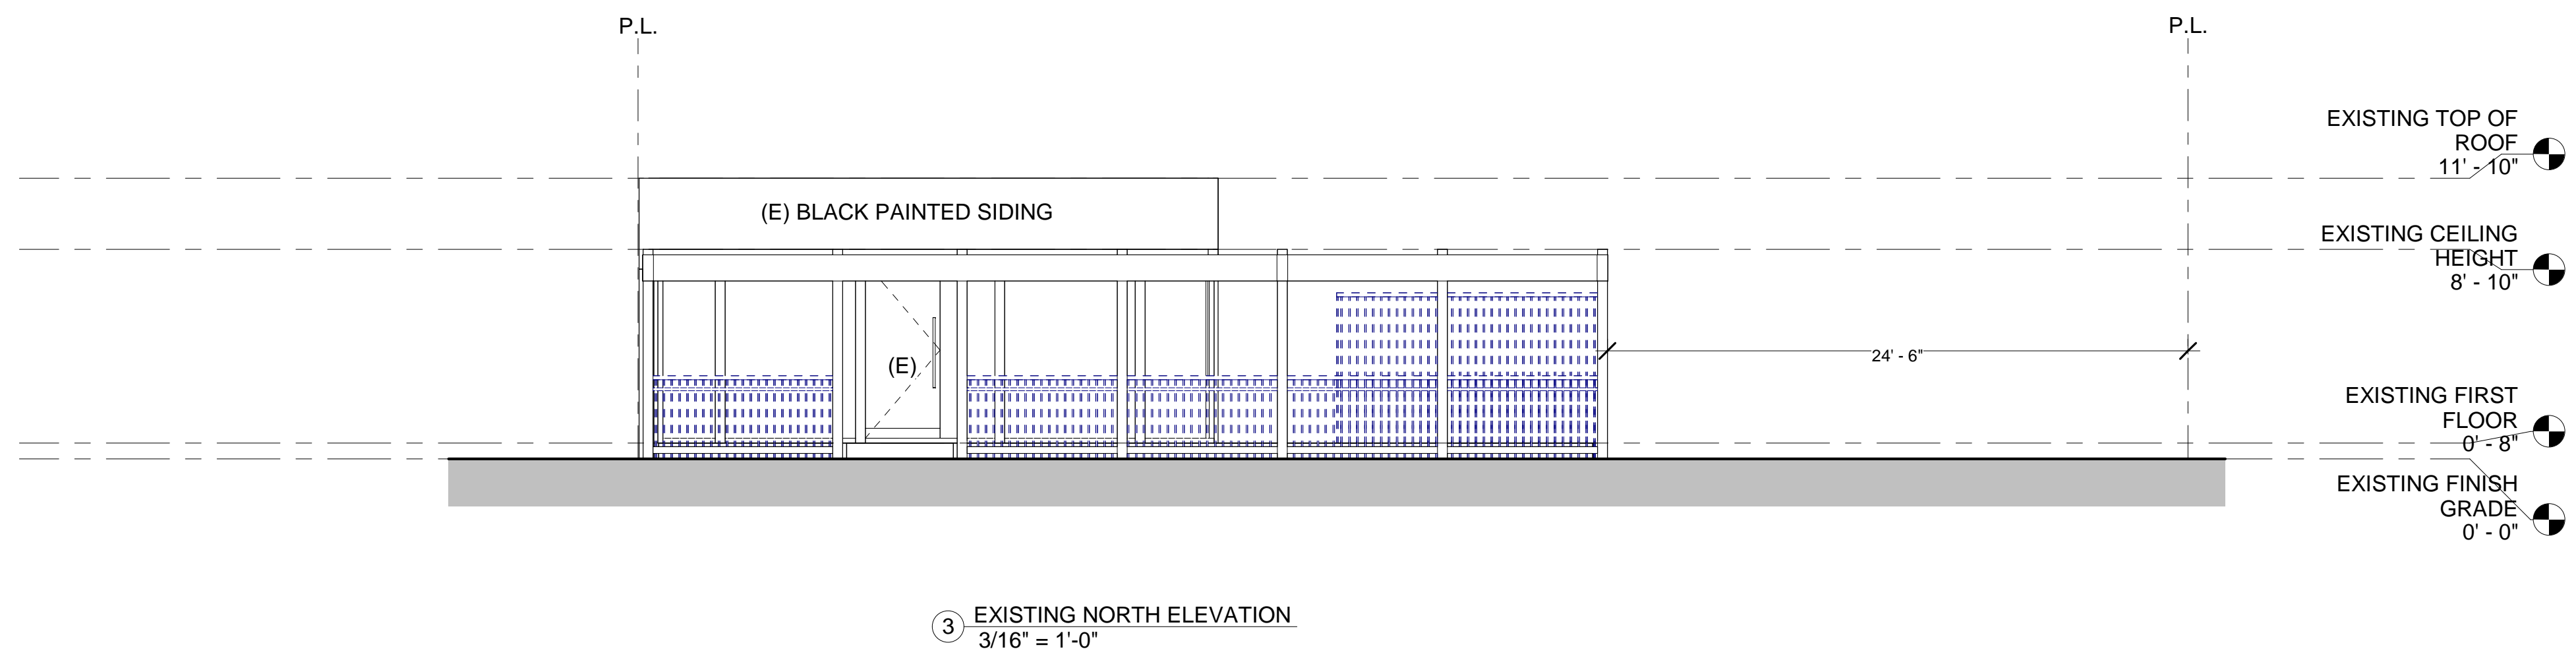 P.L.
P.L.
EXISTING TOP OF
ROOF
11' - 10"
(E) BLACK PAINTED SIDING
EXISTING CEILING
HEIGHT
8' - 10"
(E)
24' - 6"
EXISTING FIRST
FLOOR
0' - 8"
EXISTING FINISH
GRADE
0' - 0"
3
EXISTING NORTH ELEVATION
3/16" = 1'-0"